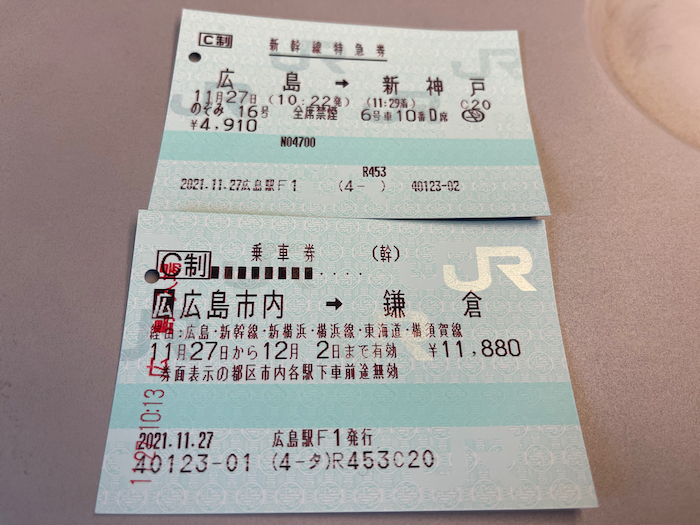 C制
新幹線特急券
広島 → 新神戸
11月27日 (10:22発) (11:29着) C20
のぞみ 16号 全席禁煙 6号車10番D席
¥4,910
N04700
R453
2021.11.27広島駅F1 (4- ) 40123-02
JR
C制
乗車券 (幹)
広 広島市内 → 鎌倉
経由:広島・新幹線・新横浜・横浜線・東海道・横須賀線
11月27日から12月 2日まで有効 ¥11,880
券面表示の都区市内各駅下車前途無効
10:13
2021.11.27 広島駅F1発行
40123-01 (4-タ)R453C20